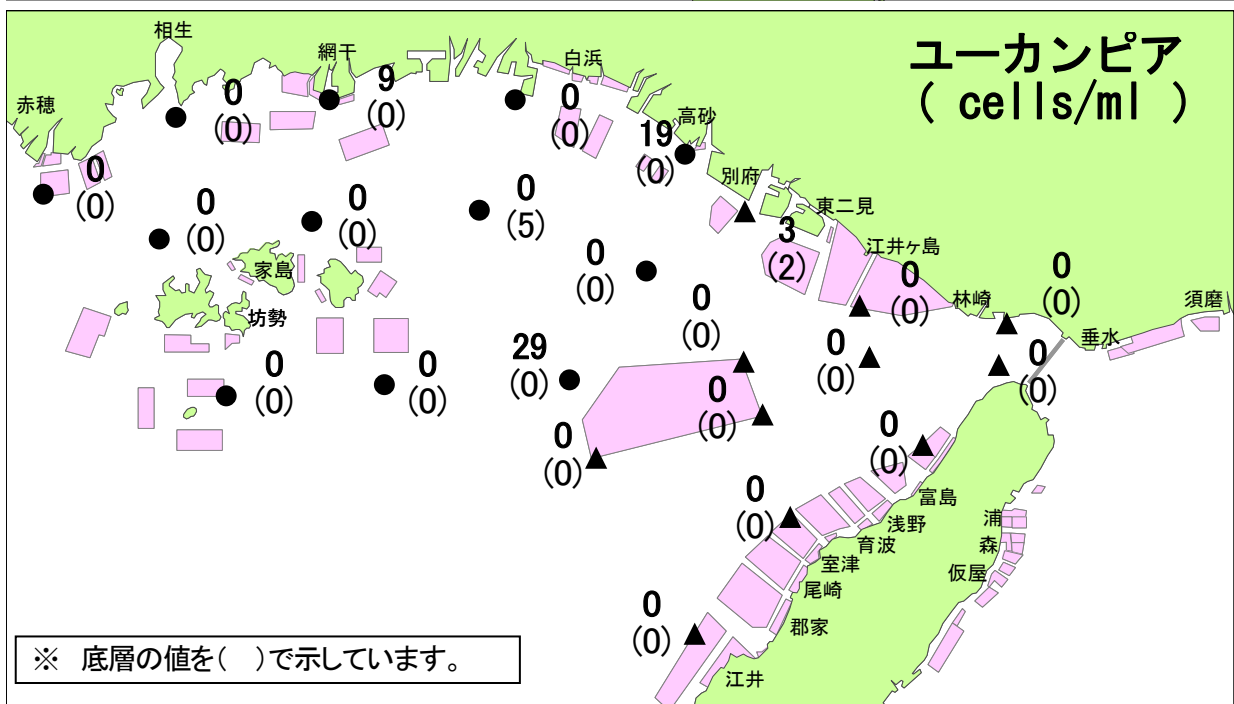 ユーカンピア
( cells/ml )
相生
網干
白浜
赤穂
高砂
別府
東二見
江井ヶ島
林崎
垂水
須磨
家島
坊勢
0
(0)
9
(0)
0
(0)
19
(0)
0
(0)
0
(0)
0
(0)
0
(5)
3
(2)
0
(0)
0
(0)
0
(0)
0
(0)
0
(0)
0
(0)
29
(0)
0
(0)
0
(0)
0
(0)
0
(0)
0
(0)
0
(0)
0
(0)
0
(0)
富島
浅野
育波
室津
尾崎
郡家
江井
浦
森
仮屋
※ 底層の値を( )で示しています。